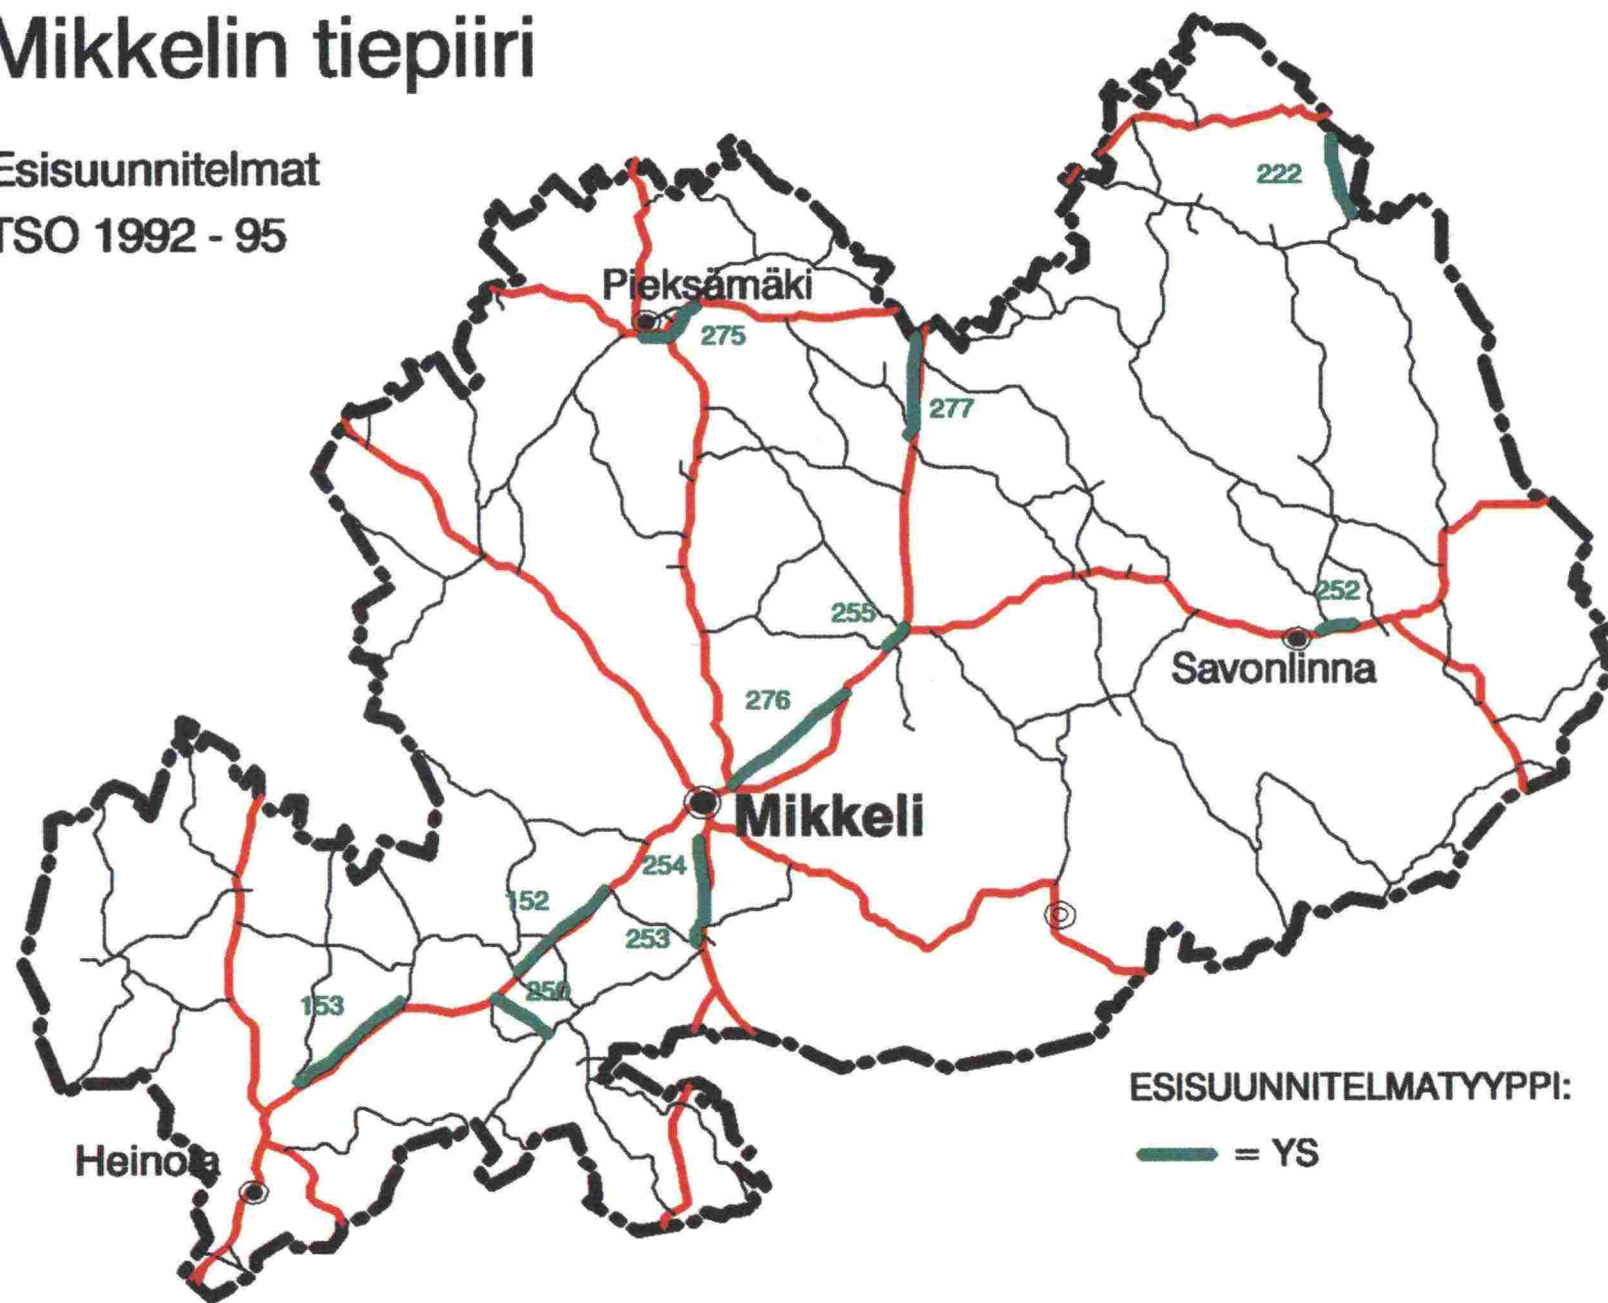 Mikkelin tiepiiri
Esisuunnitelmat
TSO 1992 - 95
222
Pieksämäki
275
277
252
255
Savonlinna
276
Mikkeli
254
152
253
250
153
ESISUUNNITELMATYYPPI:
= YS
Heinola